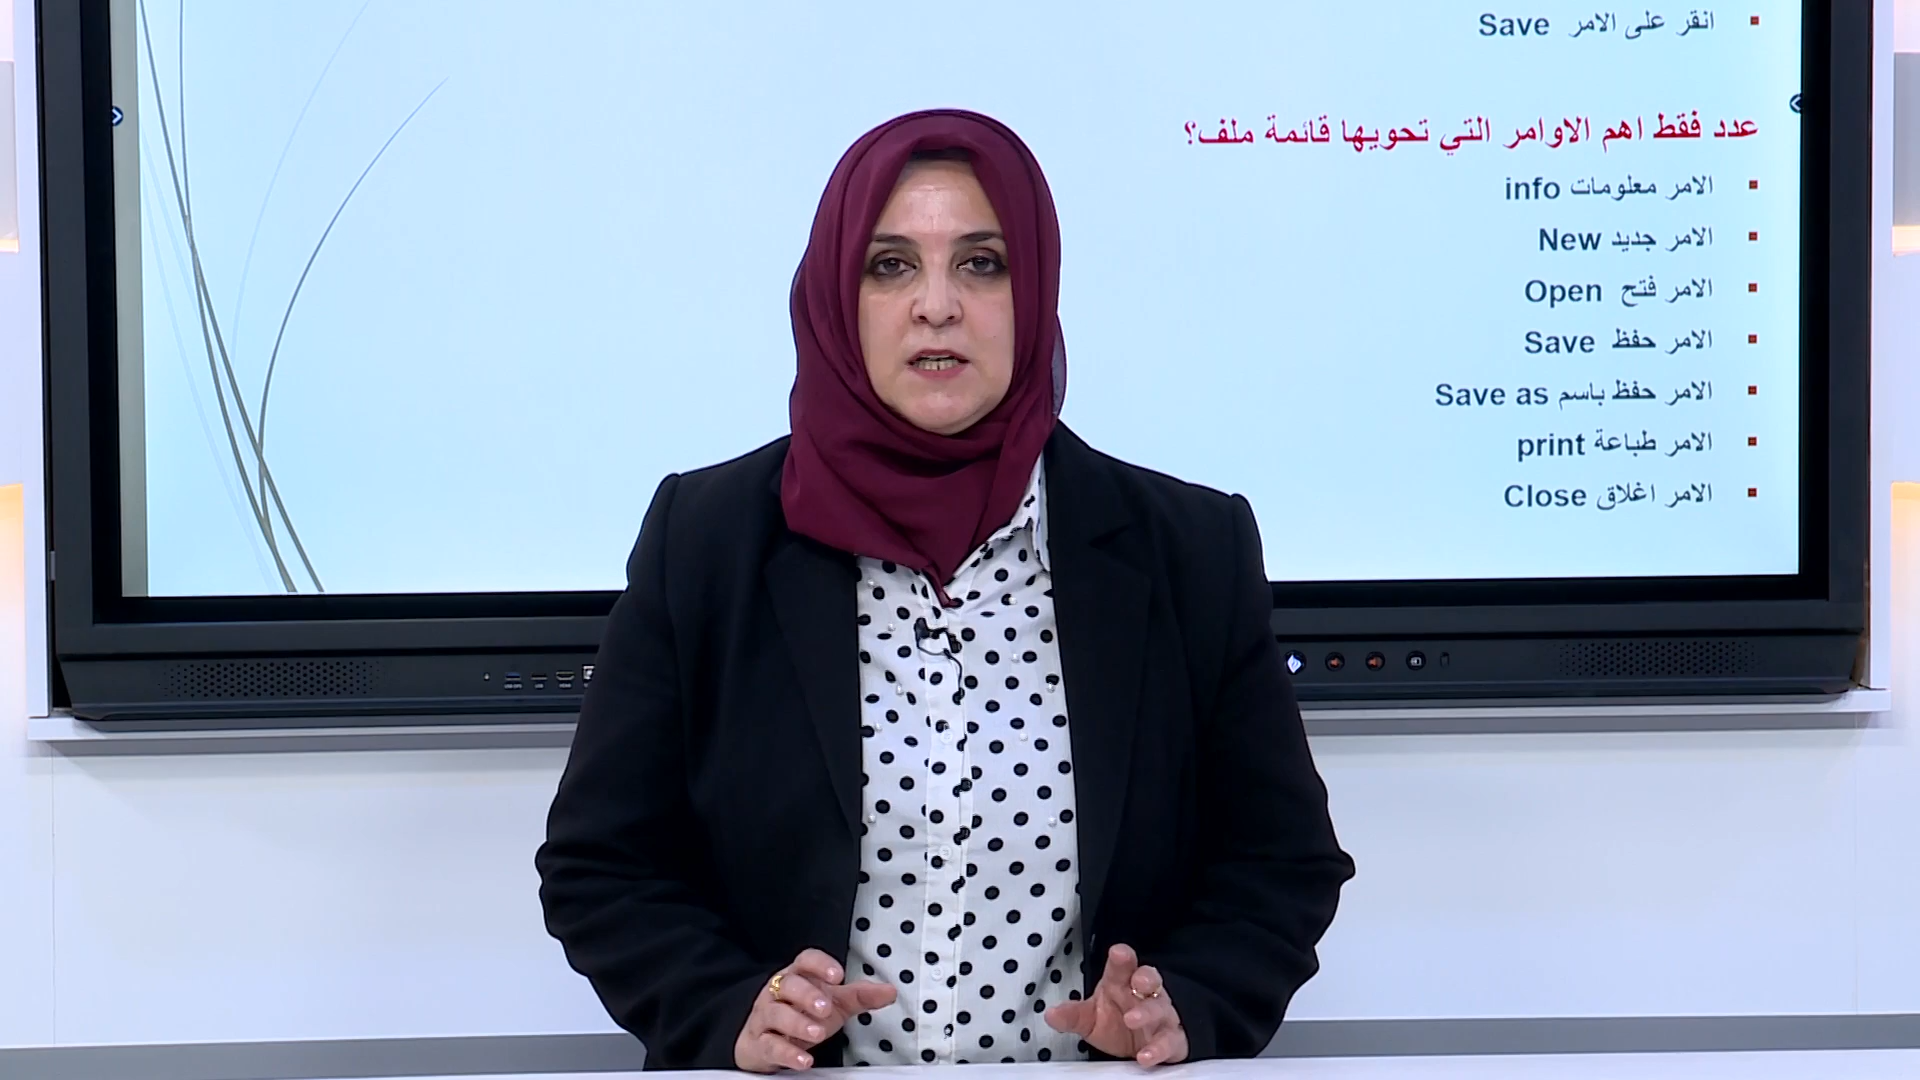 انقر على الامر Save
عدد فقط اهم الاوامر التي تحويها قائمة ملف؟
الامر معلومات info
الامر جديد New
الامر فتح Open
الامر حفظ Save
الامر حفظ باسم Save as
الامر طباعة print
الامر اغلاق Close